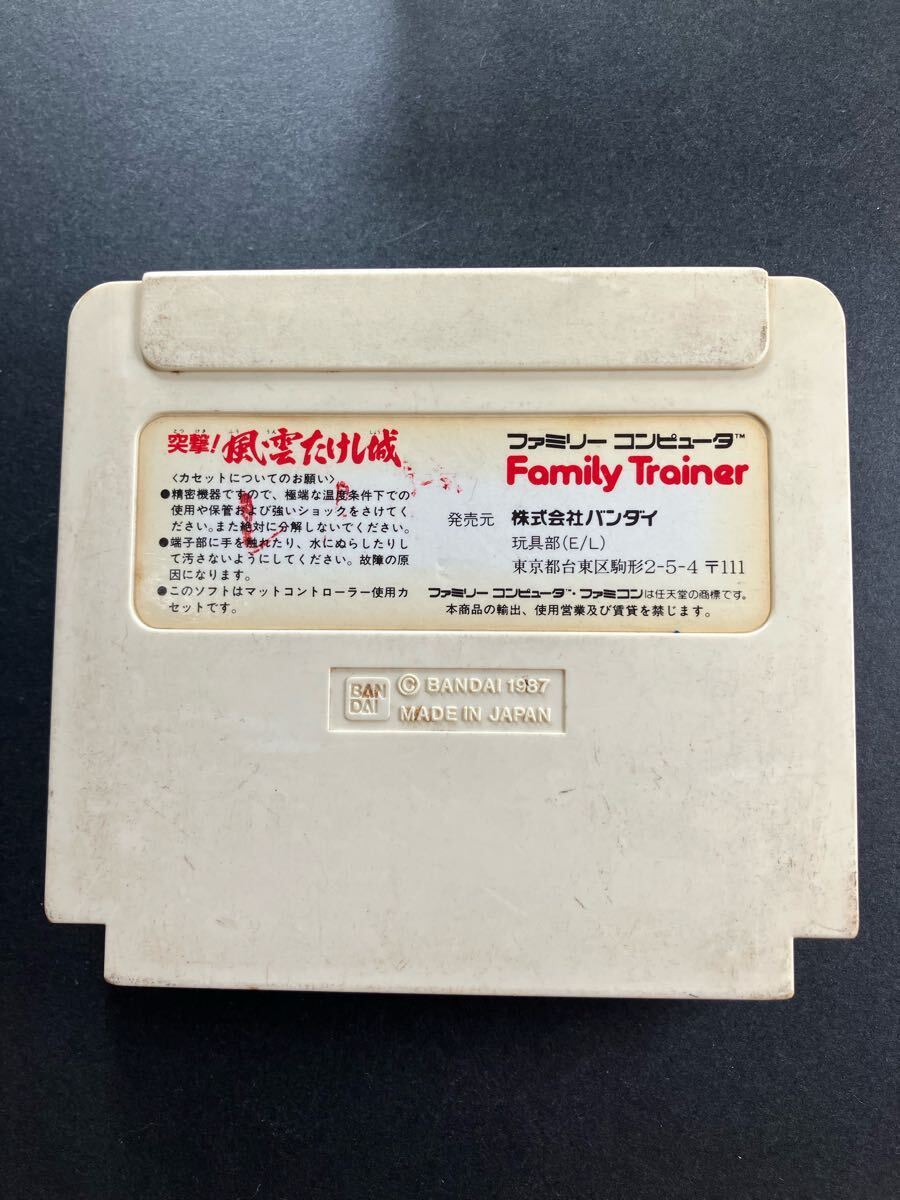 突撃！風雲たけし城
〈カセットについてのお願い〉
●精密機器ですので、極端な温度条件下での
使用や保管および強いショックをさけてくだ
さい。また絶対に分解しないでください。
●端子部に手を触れたり、水にぬらしたりし
て汚さないようにしてください。故障の原
因になります。
●このソフトはマットコントローラー使用カ
セットです。
ファミリー コンピュータ™
Family Trainer
発売元 株式会社バンダイ
玩具部(E/L)
東京都台東区駒形2-5-4 〒111
ファミリー コンピュータ™・ファミコンは任天堂の商標です。
本商品の輸出、使用営業及び賃貸を禁じます。
BAN
DAI
© BANDAI 1987
MADE IN JAPAN